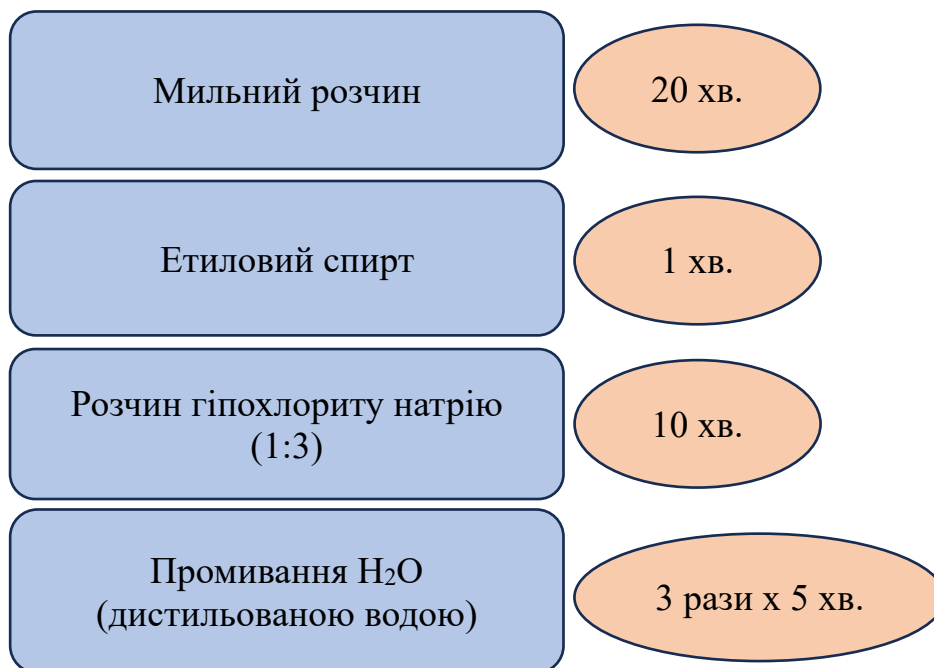 Мильний розчин
20 хв.
Етиловий спирт
1 хв.
Розчин гіпохлориту натрію
(1:3)
10 хв.
Промивання H₂O
(дистильованою водою)
3 рази х 5 хв.